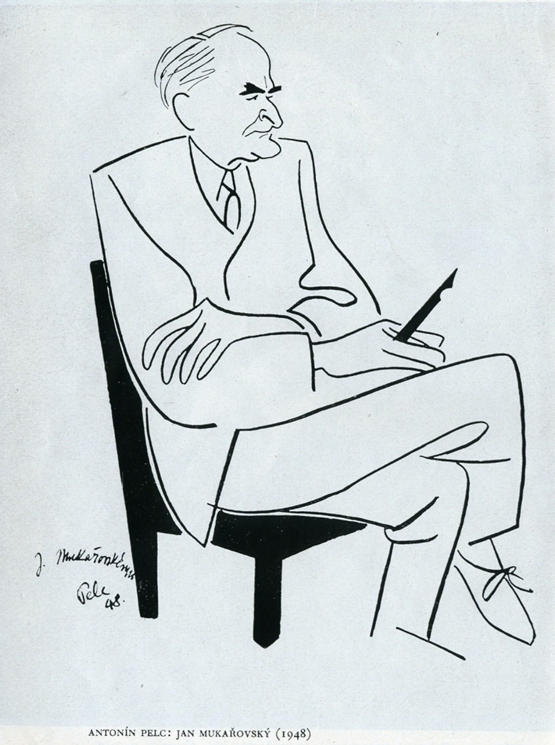 J. Mukařovský
Pelc
48.
ANTONÍN PELC: JAN MUKAŘOVSKÝ (1948)